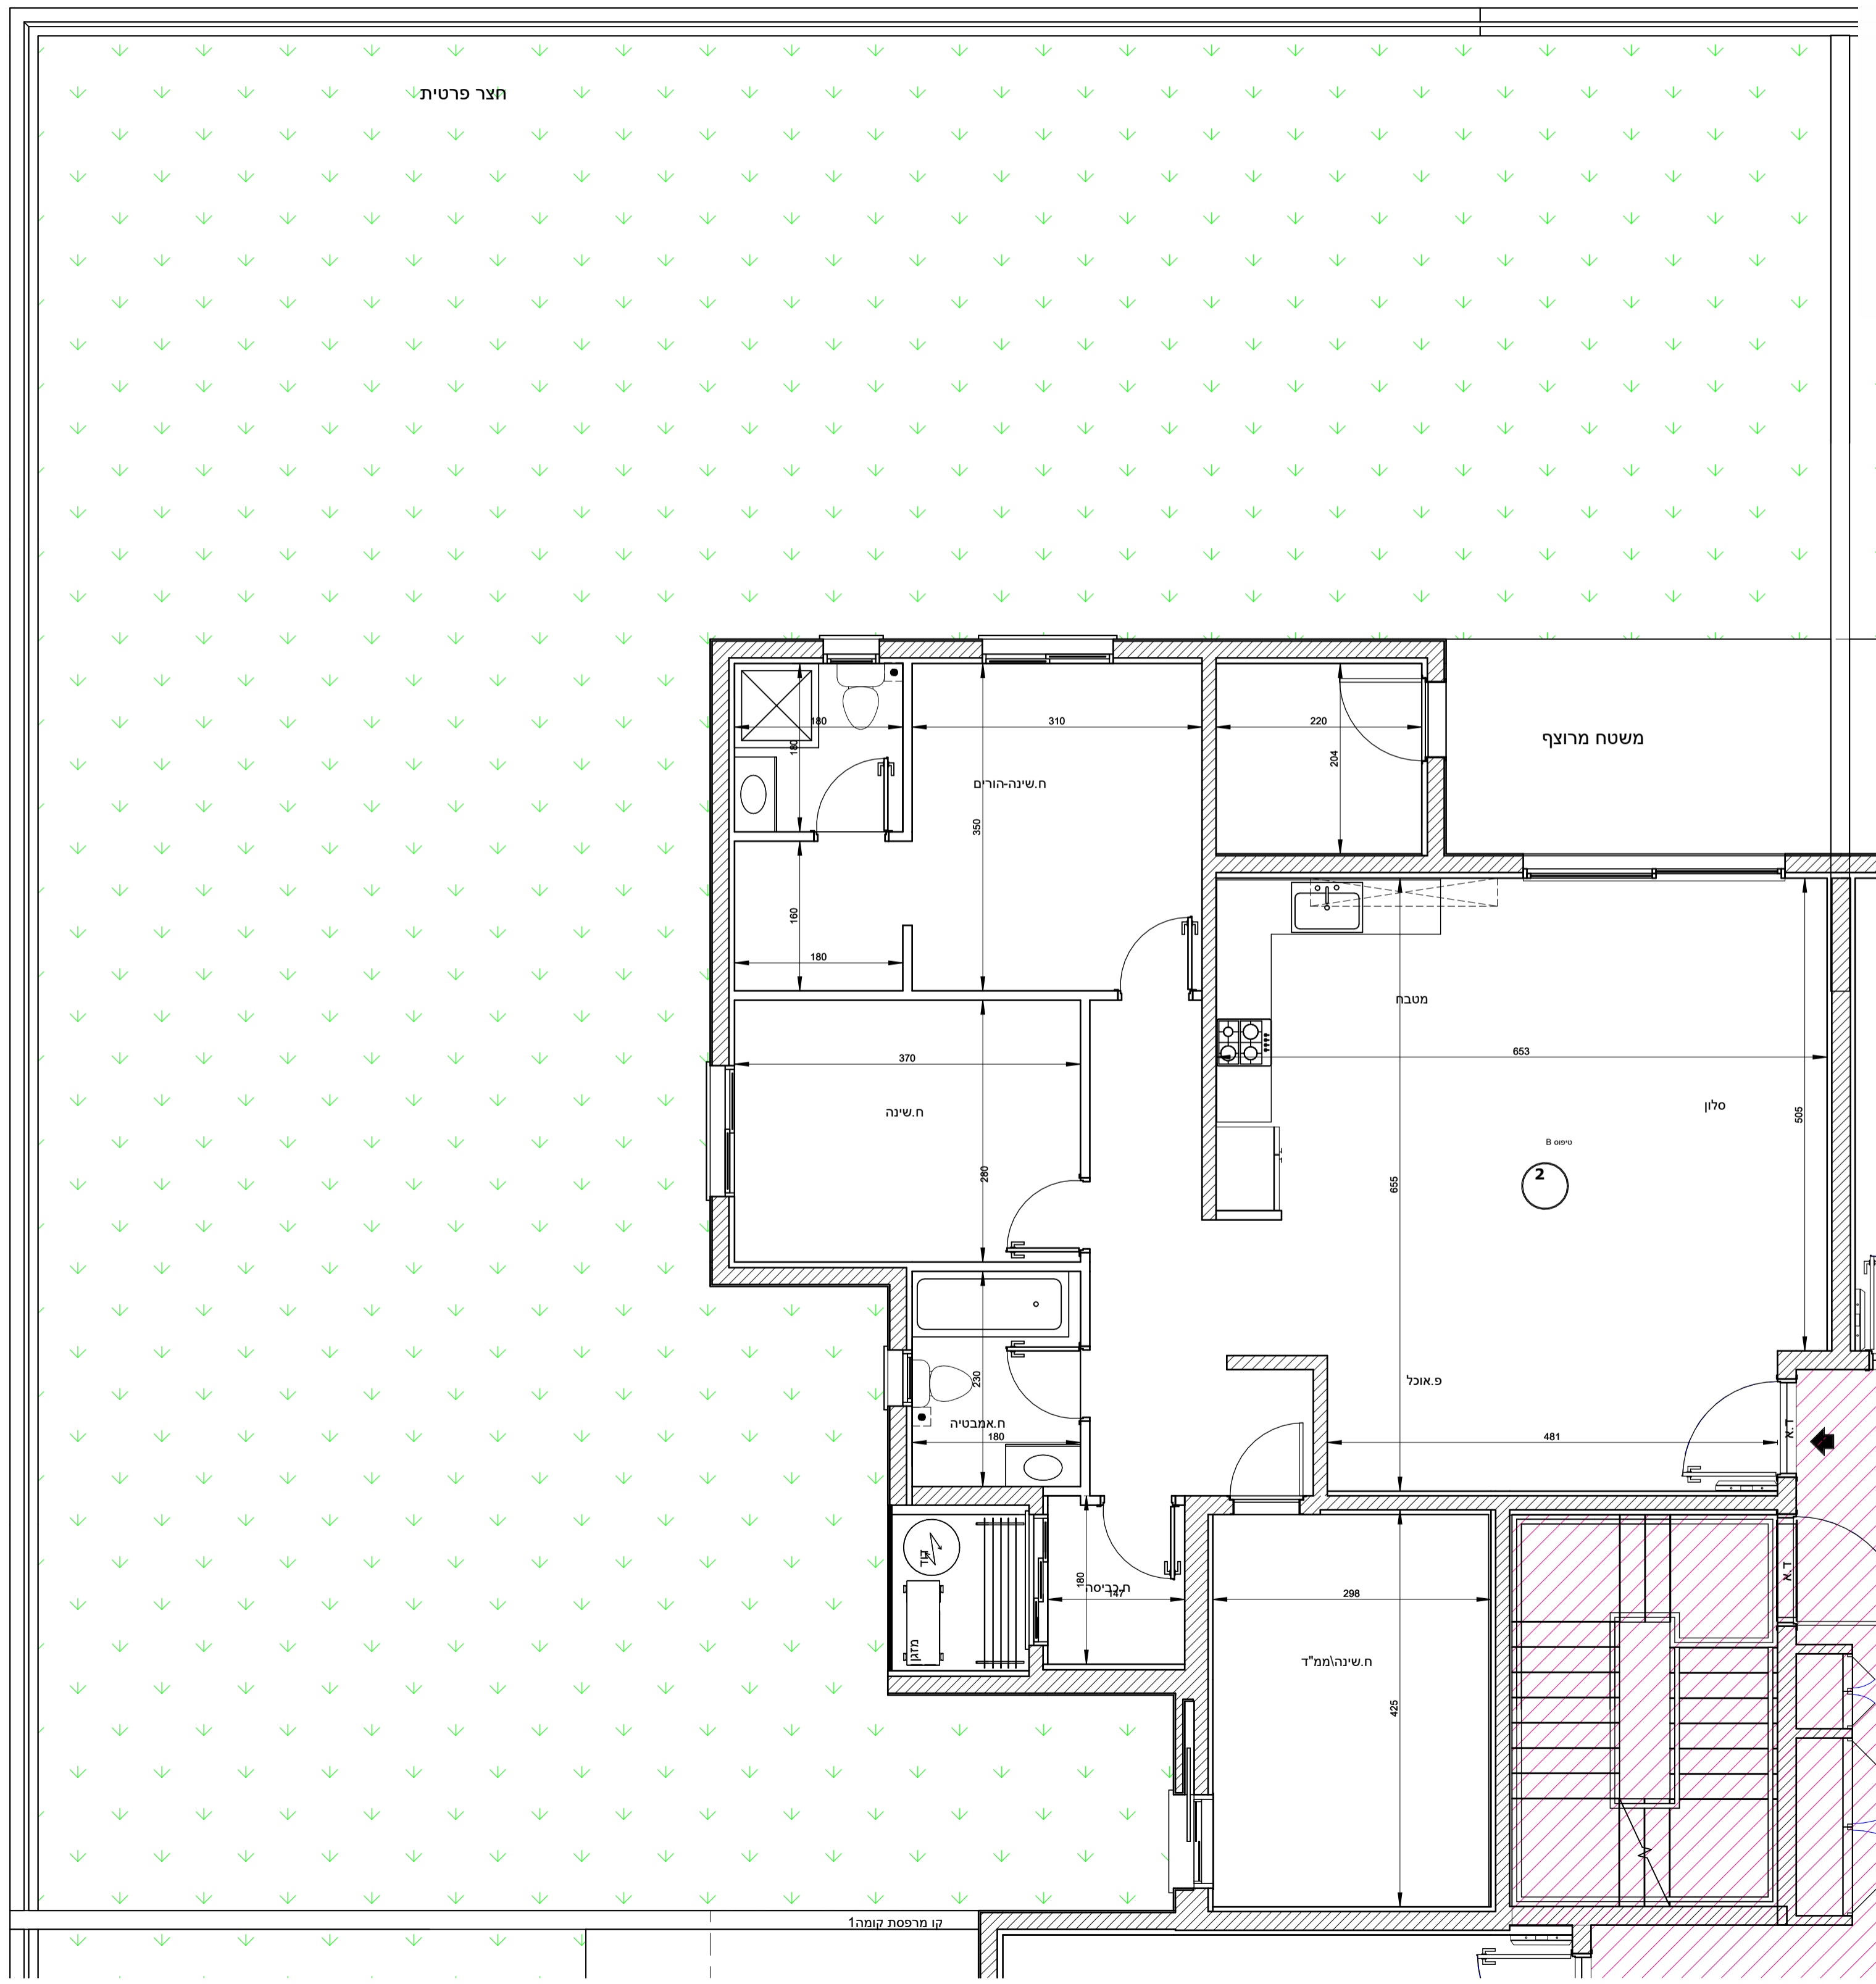 חצר פרטית
180
310
220
משטח מרוצף
180
204
ח.שינה-הורים
350
160
180
מטבח
653
370
סלון
ח.שינה
505
טיפוס B
2
280
655
פ.אוכל
230
ח.אמבטיה
180
481
ד.א
דוד
ד.א
180
ח.כביסה
147
298
מזגן
ח.שינה\ממ"ד
425
קו מרפסת קומה1